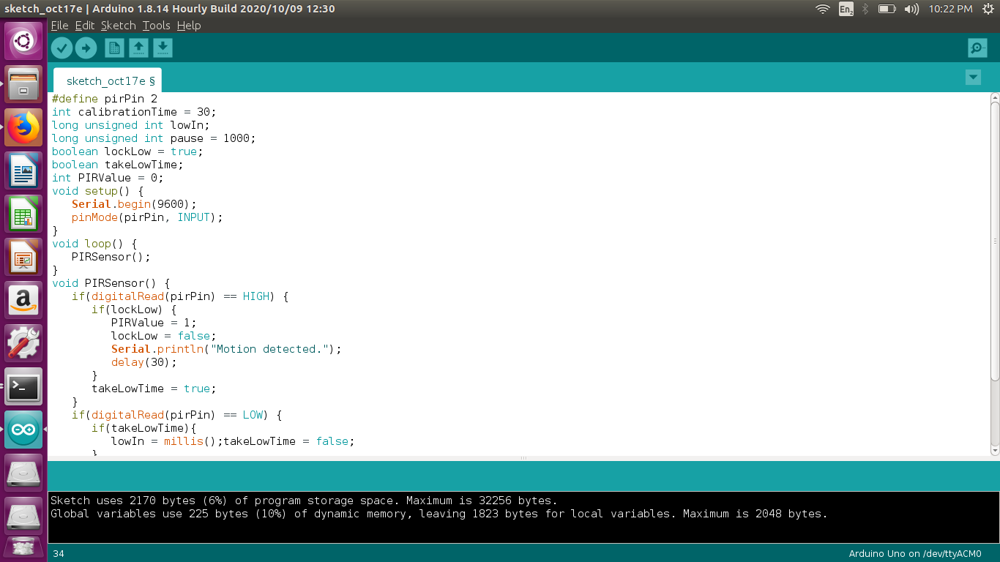 sketch_oct17e | Arduino 1.8.14 Hourly Build 2020/10/09 12:30
En2
10:22 PM
File Edit Sketch Tools Help
sketch_oct17e §
#define pirPin 2
int calibrationTime = 30;
long unsigned int lowIn;
long unsigned int pause = 1000;
boolean lockLow = true;
boolean takeLowTime;
int PIRValue = 0;
void setup() {
   Serial.begin(9600);
   pinMode(pirPin, INPUT);
}
void loop() {
   PIRSensor();
}
void PIRSensor() {
   if(digitalRead(pirPin) == HIGH) {
      if(lockLow) {
         PIRValue = 1;
         lockLow = false;
         Serial.println("Motion detected.");
         delay(30);
      }
      takeLowTime = true;
   }
   if(digitalRead(pirPin) == LOW) {
      if(takeLowTime){
         lowIn = millis();takeLowTime = false;
      }
Sketch uses 2170 bytes (6%) of program storage space. Maximum is 32256 bytes.
Global variables use 225 bytes (10%) of dynamic memory, leaving 1823 bytes for local variables. Maximum is 2048 bytes.
34
Arduino Uno on /dev/ttyACM0